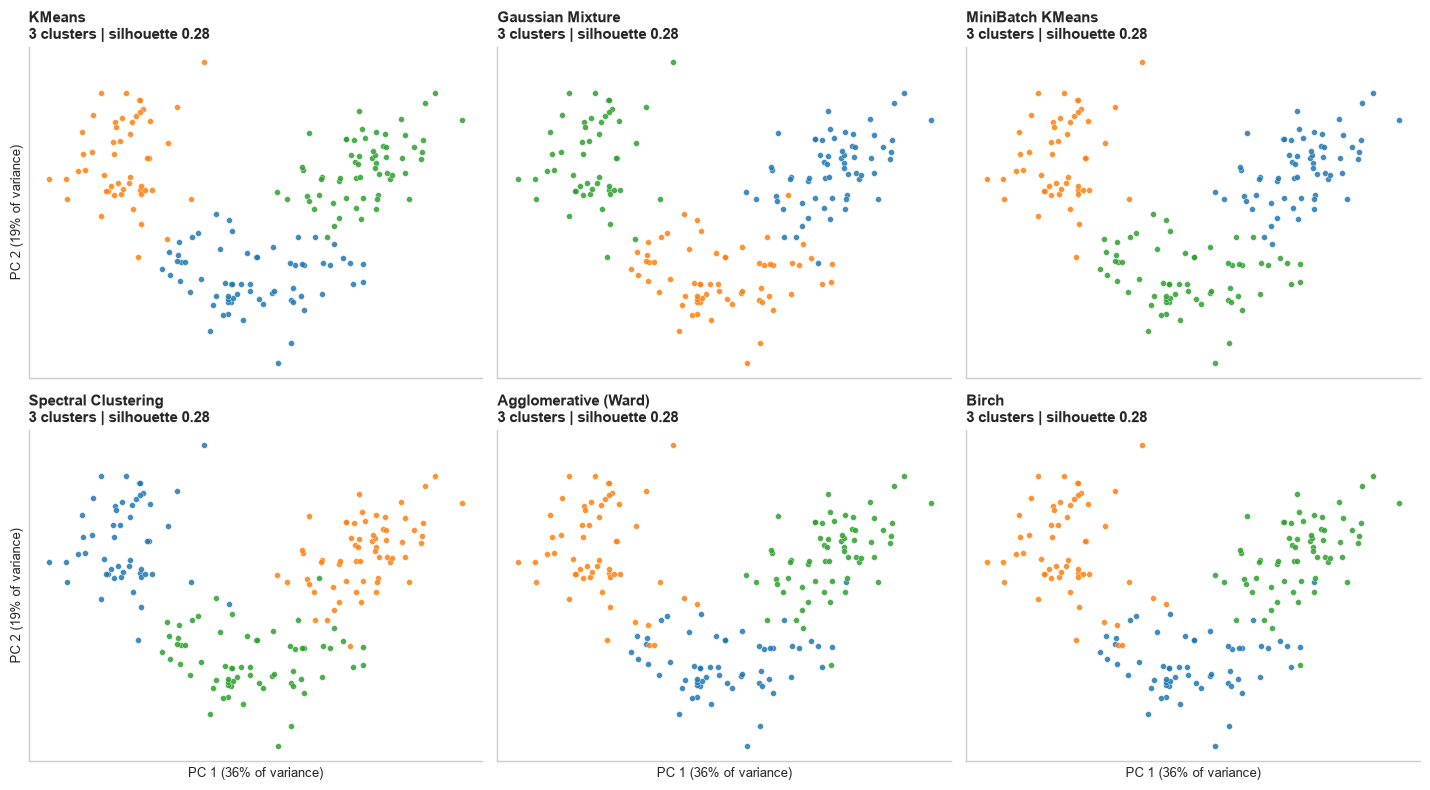 KMeans
3 clusters | silhouette 0.28
Gaussian Mixture
3 clusters | silhouette 0.28
MiniBatch KMeans
3 clusters | silhouette 0.28
PC 2 (19% of variance)
Spectral Clustering
3 clusters | silhouette 0.28
Agglomerative (Ward)
3 clusters | silhouette 0.28
Birch
3 clusters | silhouette 0.28
PC 2 (19% of variance)
PC 1 (36% of variance)
PC 1 (36% of variance)
PC 1 (36% of variance)